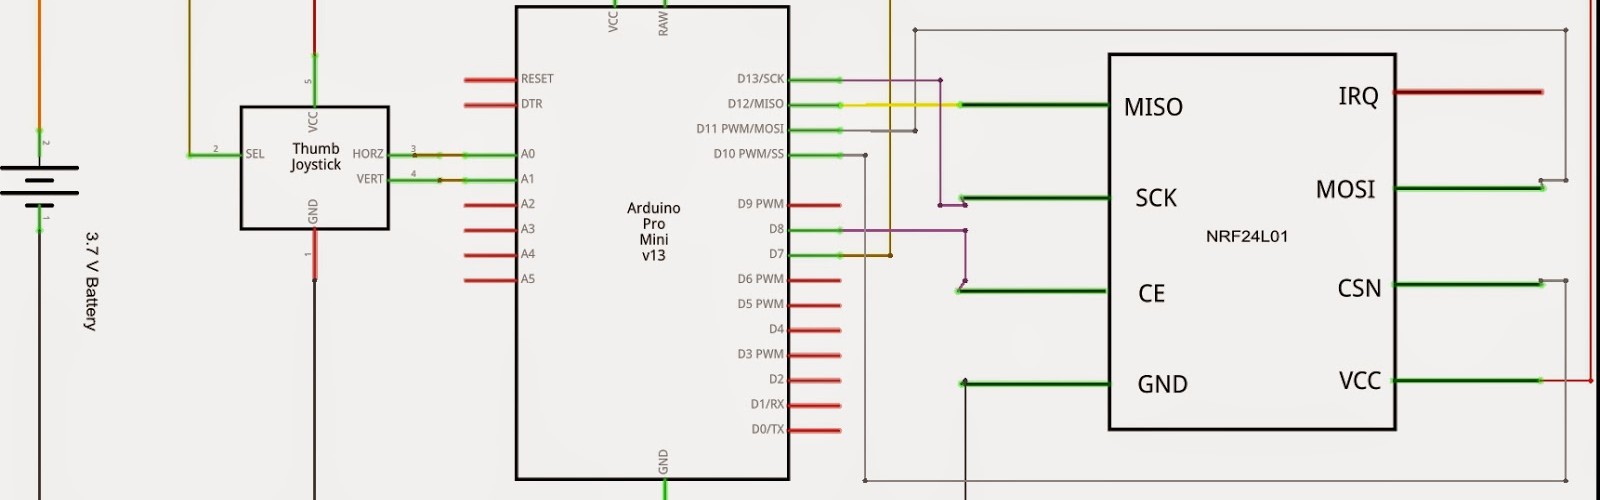 2
1
3.7 V Battery
5
VCC
2
SEL
Thumb
Joystick
HORZ
3
VERT
4
GND
1
VCC
RAW
RESET
DTR
A0
A1
A2
A3
A4
A5
Arduino
Pro
Mini
v13
D13/SCK
D12/MISO
D11 PWM/MOSI
D10 PWM/SS
D9 PWM
D8
D7
D6 PWM
D5 PWM
D4
D3 PWM
D2
D1/RX
D0/TX
GND
MISO
SCK
CE
GND
NRF24L01
IRQ
MOSI
CSN
VCC